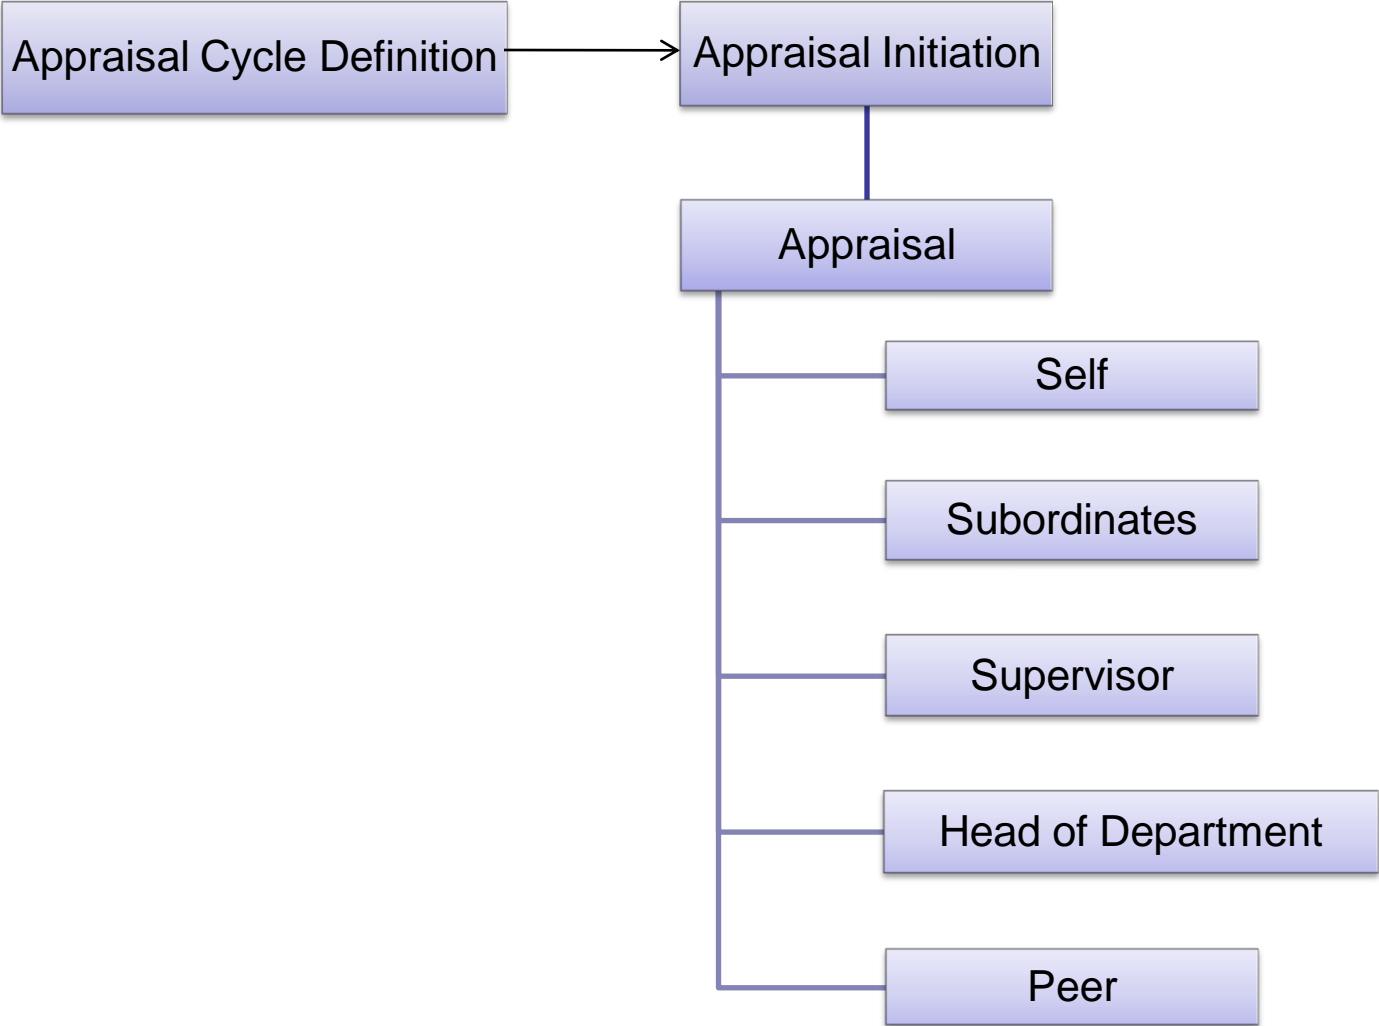 Appraisal Cycle Definition
Appraisal Initiation
Appraisal
Self
Subordinates
Supervisor
Head of Department
Peer